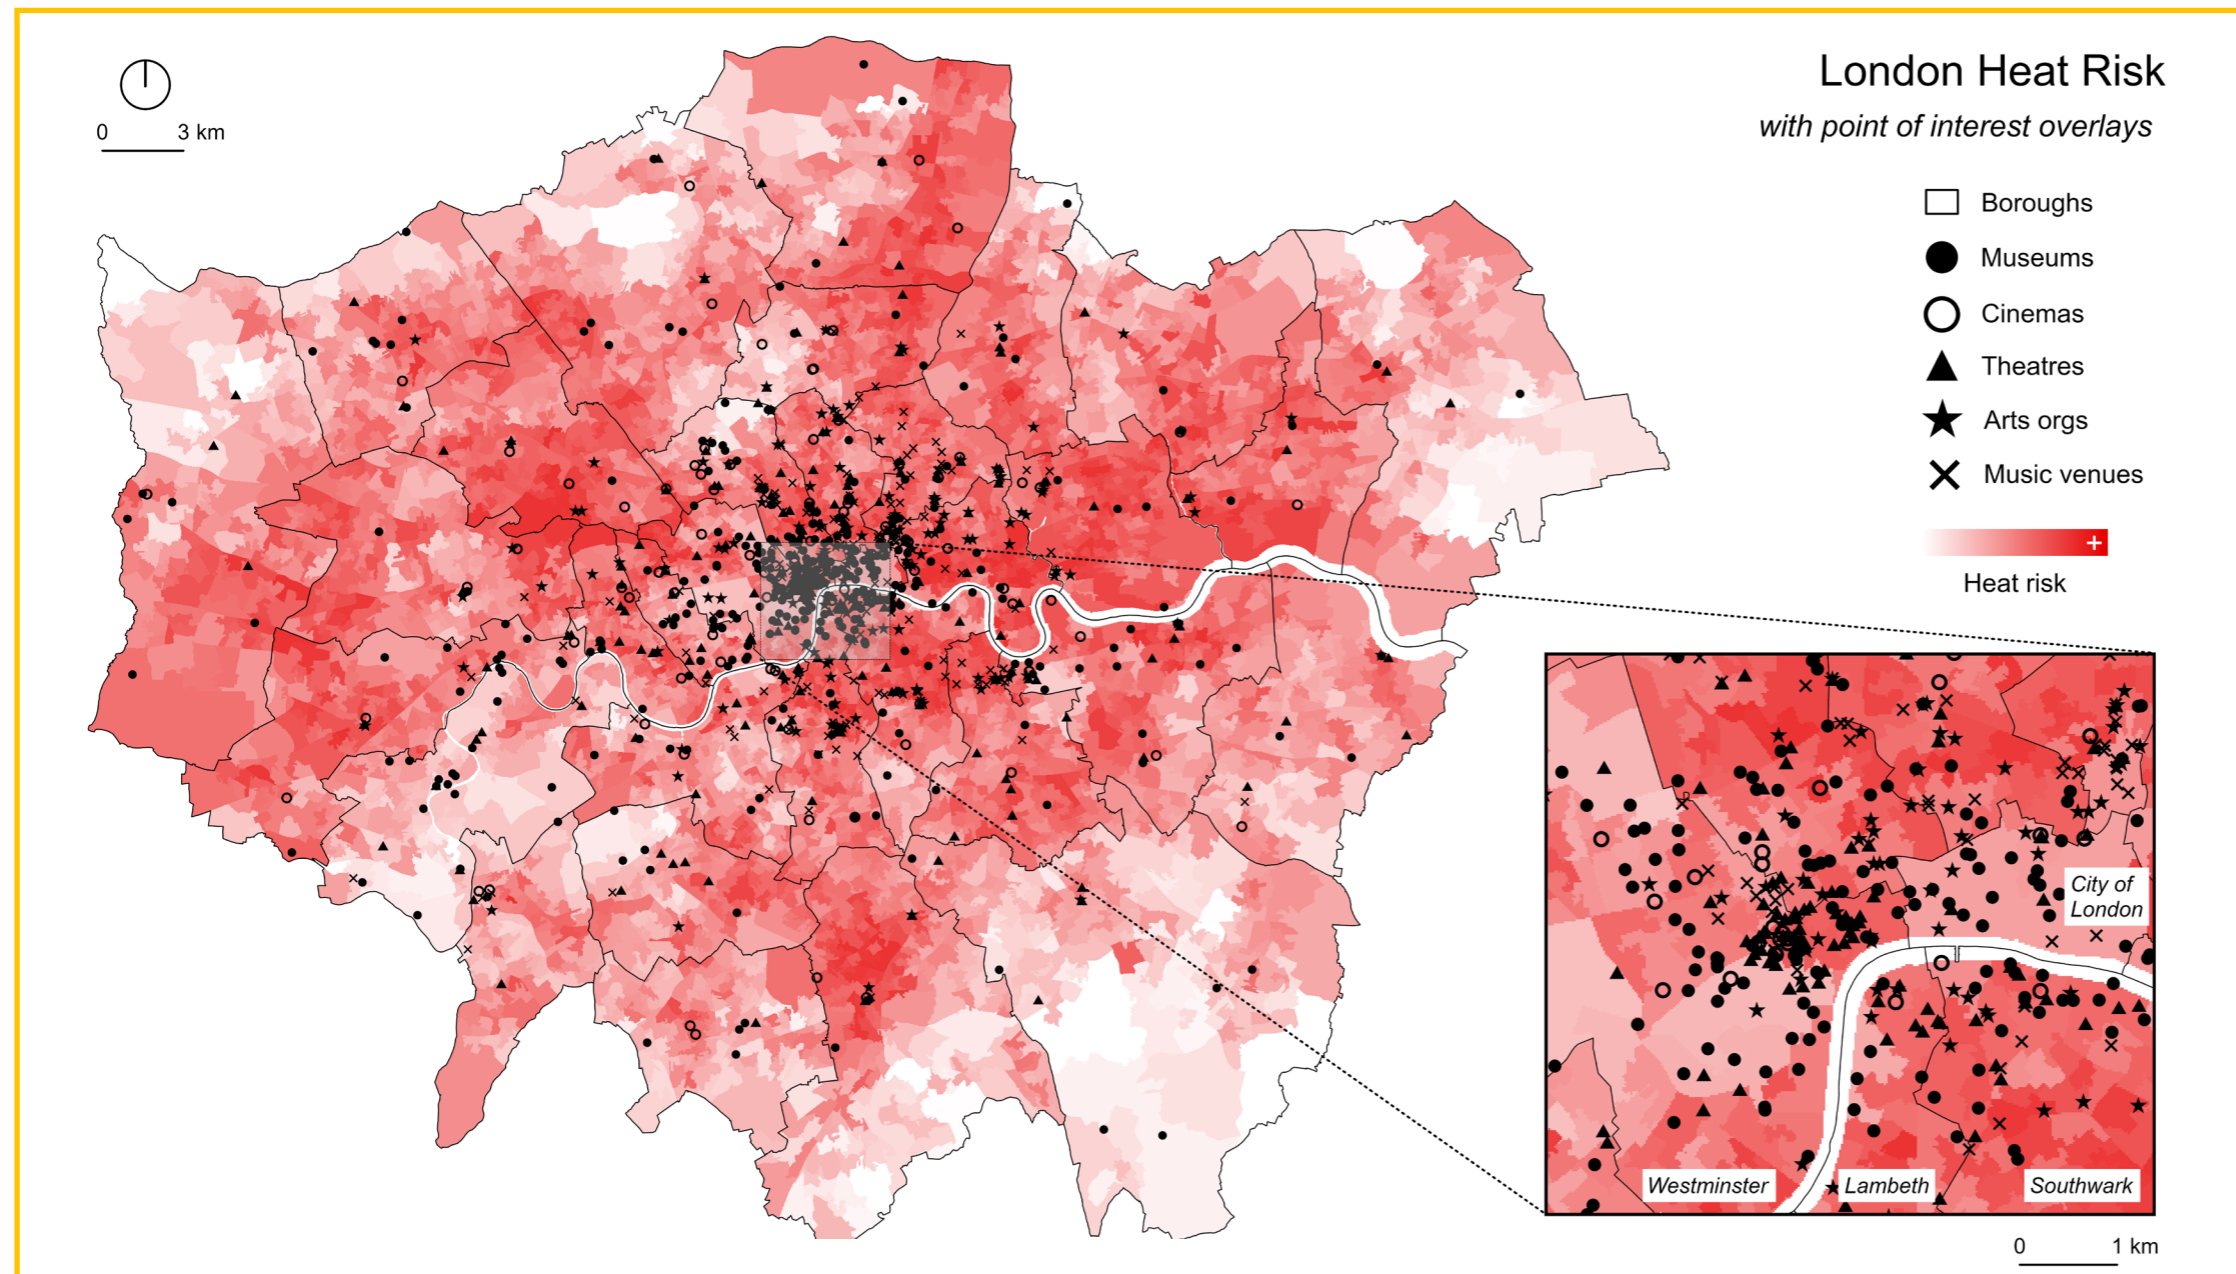 London Heat Risk
with point of interest overlays
0 3 km
Boroughs
Museums
Cinemas
Theatres
Arts orgs
Music venues
+
Heat risk
City of
London
Westminster
Lambeth
Southwark
0 1 km